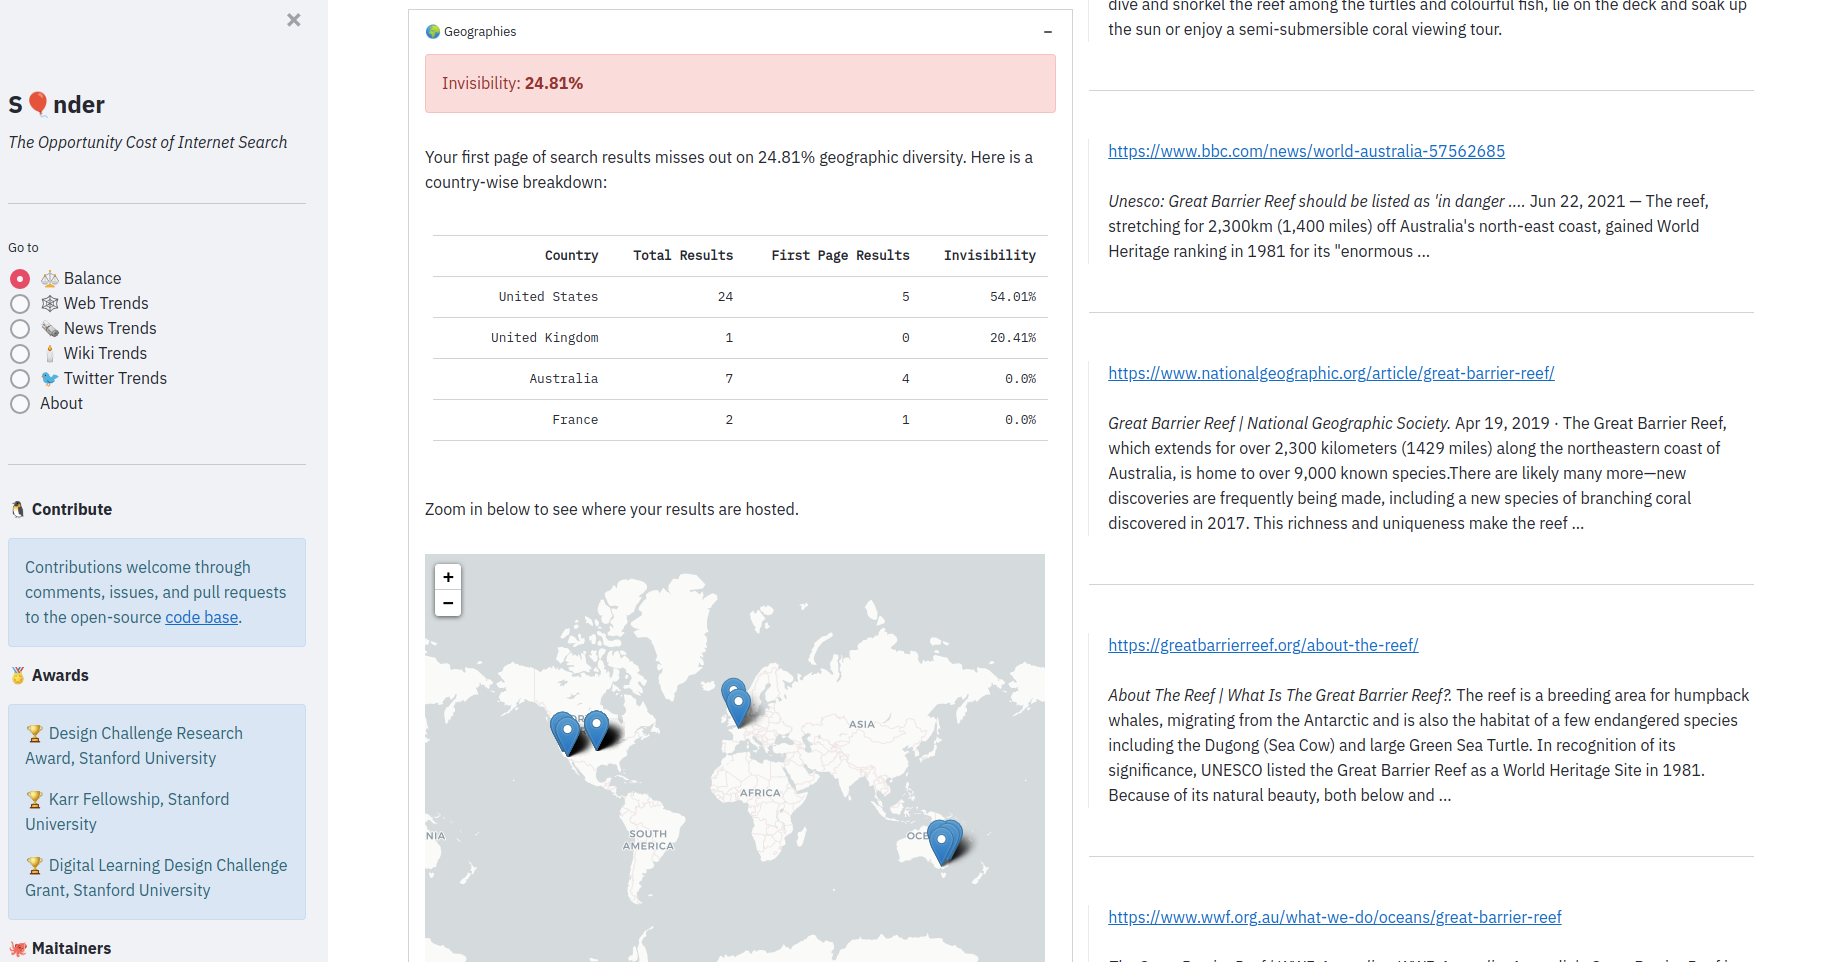 ×
S🎈nder
The Opportunity Cost of Internet Search
Go to
Balance
Web Trends
News Trends
Wiki Trends
Twitter Trends
About
Contribute
Contributions welcome through
comments, issues, and pull requests
to the open-source code base.
Awards
Design Challenge Research
Award, Stanford University
Karr Fellowship, Stanford
University
Digital Learning Design Challenge
Grant, Stanford University
Maitainers
Geographies
−
Invisibility: 24.81%
Your first page of search results misses out on 24.81% geographic diversity. Here is a
country-wise breakdown:
Country Total Results First Page Results Invisibility
United States 24 5 54.01%
United Kingdom 1 0 20.41%
Australia 7 4 0.0%
France 2 1 0.0%
Zoom in below to see where your results are hosted.
+
−
ASIA
AFRICA
SOUTH
AMERICA
NIA
OCE
dive and snorkel the reef among the turtles and colourful fish, lie on the deck and soak up
the sun or enjoy a semi-submersible coral viewing tour.
https://www.bbc.com/news/world-australia-57562685
Unesco: Great Barrier Reef should be listed as 'in danger .... Jun 22, 2021 — The reef,
stretching for 2,300km (1,400 miles) off Australia's north-east coast, gained World
Heritage ranking in 1981 for its "enormous ...
https://www.nationalgeographic.org/article/great-barrier-reef/
Great Barrier Reef | National Geographic Society. Apr 19, 2019 · The Great Barrier Reef,
which extends for over 2,300 kilometers (1429 miles) along the northeastern coast of
Australia, is home to over 9,000 known species.There are likely many more—new
discoveries are frequently being made, including a new species of branching coral
discovered in 2017. This richness and uniqueness make the reef ...
https://greatbarrierreef.org/about-the-reef/
About The Reef | What Is The Great Barrier Reef?. The reef is a breeding area for humpback
whales, migrating from the Antarctic and is also the habitat of a few endangered species
including the Dugong (Sea Cow) and large Green Sea Turtle. In recognition of its
significance, UNESCO listed the Great Barrier Reef as a World Heritage Site in 1981.
Because of its natural beauty, both below and ...
https://www.wwf.org.au/what-we-do/oceans/great-barrier-reef